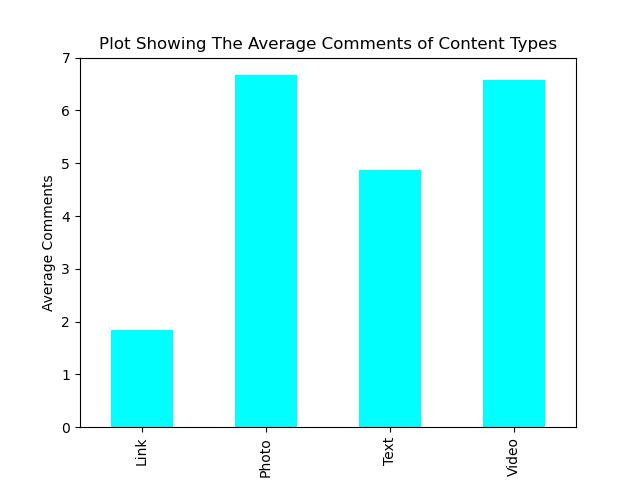 Plot Showing The Average Comments of Content Types
7
6
5
4
3
2
1
0
Average Comments
Link
Photo
Text
Video